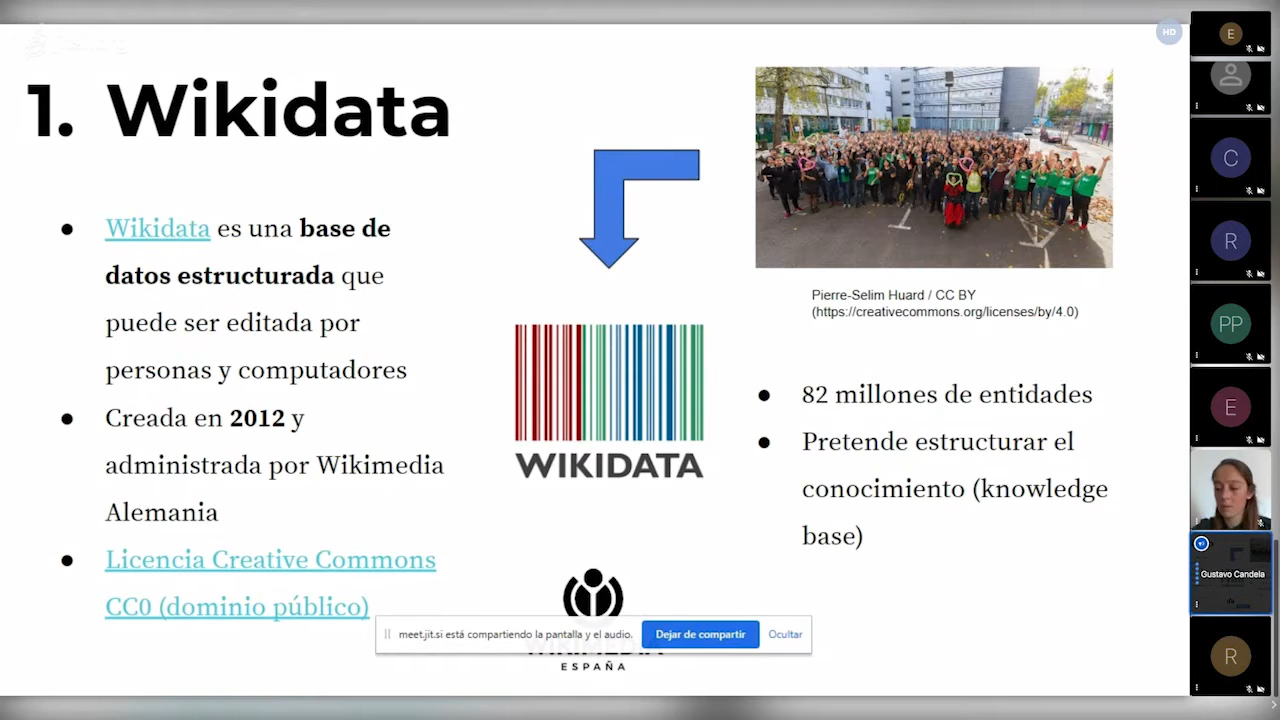 1. Wikidata
Wikidata es una base de
datos estructurada que
puede ser editada por
personas y computadores
Creada en 2012 y
administrada por Wikimedia
Alemania
Licencia Creative Commons
CC0 (dominio público)
WIKIDATA
Pierre-Selim Huard / CC BY
(https://creativecommons.org/licenses/by/4.0)
82 millones de entidades
Pretende estructurar el
conocimiento (knowledge
base)
meet.jit.si está compartiendo la pantalla y el audio.
Dejar de compartir
Ocultar
WIKIMEDIA
ESPAÑA
HD
E
C
R
PP
E
Gustavo Candela
R